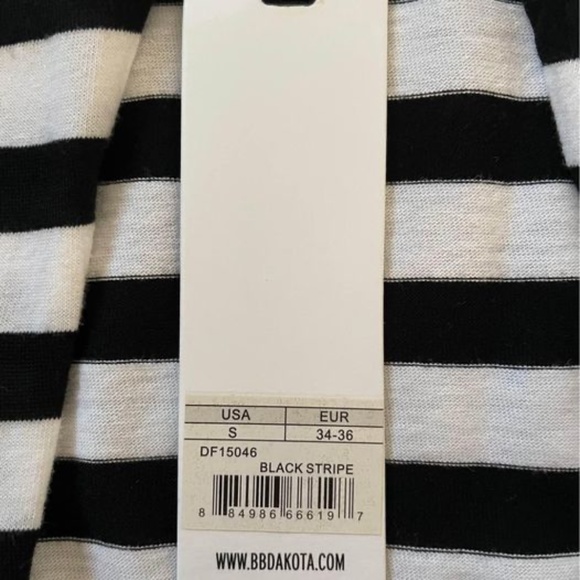 USA EUR
S 34-36
DF15046
BLACK STRIPE
8 84986 66619 7
WWW.BBDAKOTA.COM